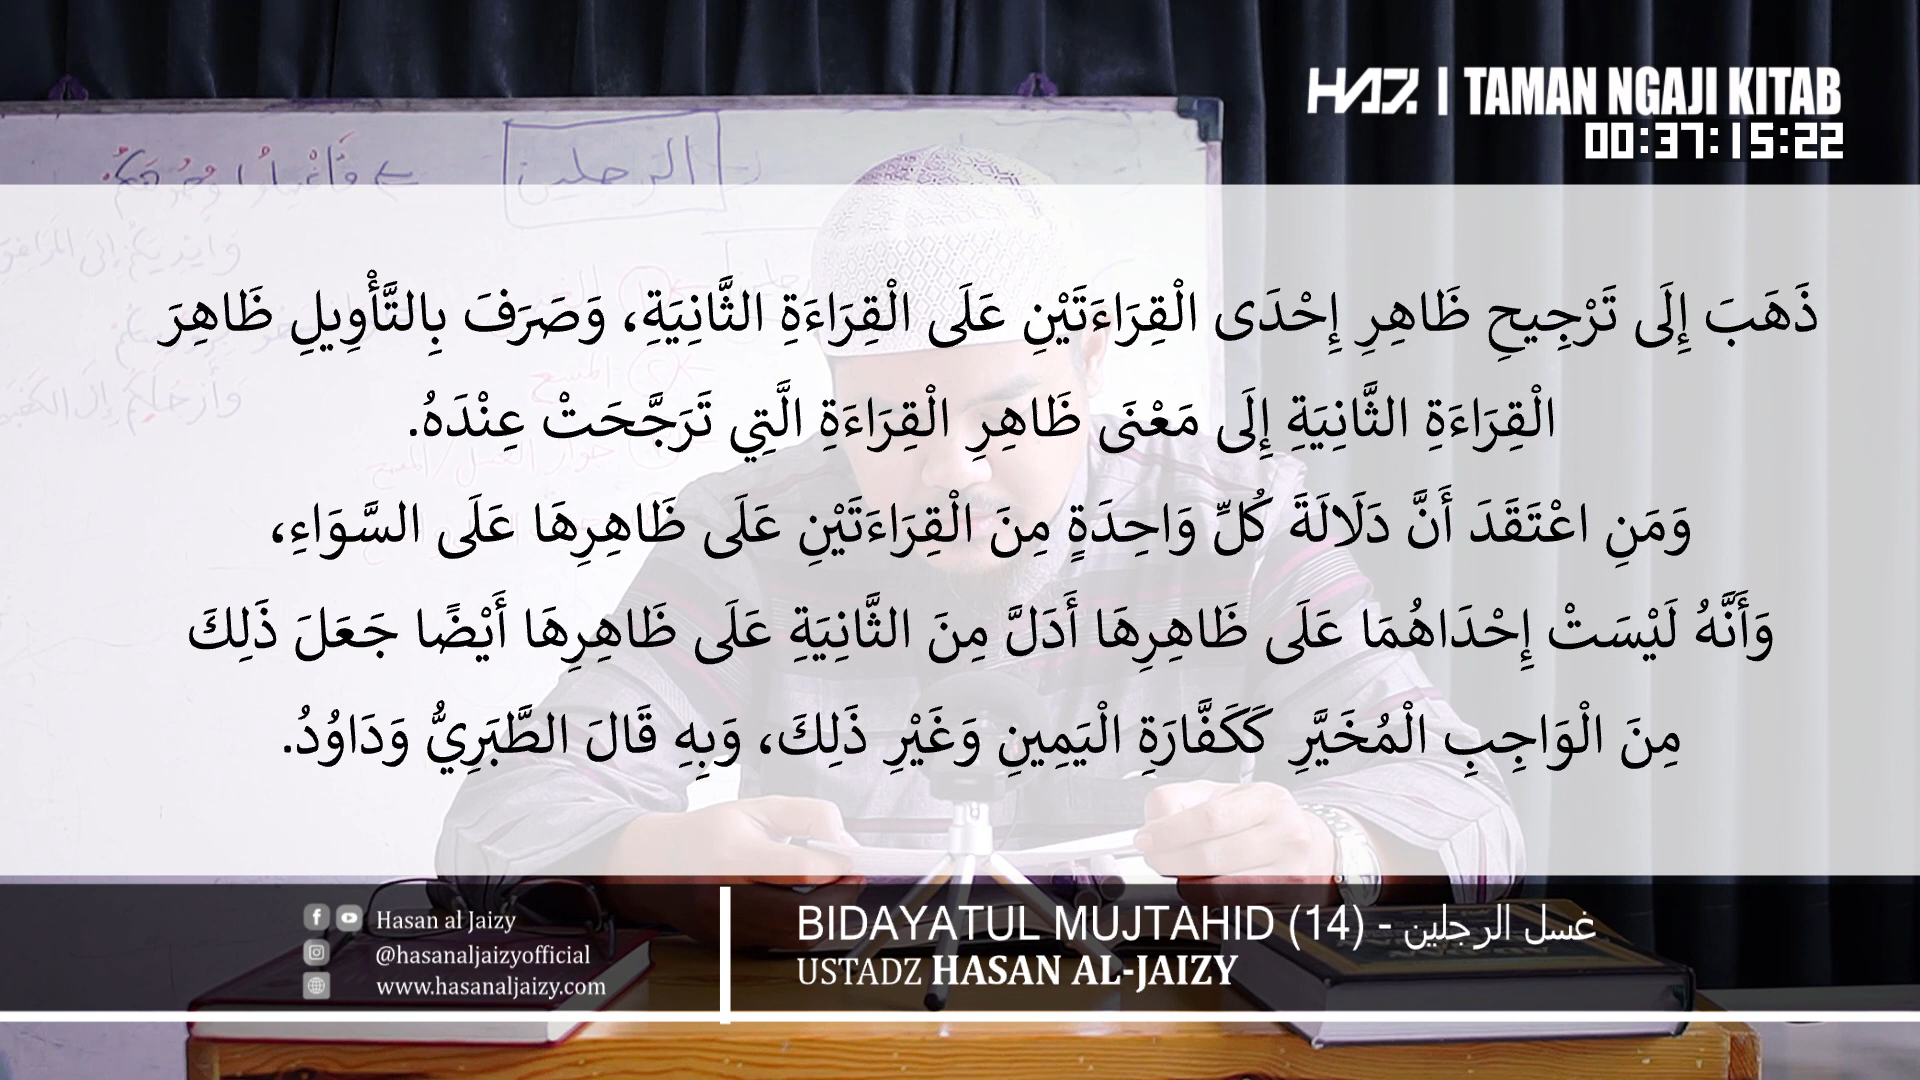 HAZ | TAMAN NGAJI KITAB
00:37:15:22
الرجلين
ذَهَبَ إِلَى تَرْجِيحِ ظَاهِرِ إِحْدَى الْقِرَاءَتَيْنِ عَلَى الْقِرَاءَةِ الثَّانِيَةِ، وَصَرَفَ بِالتَّأْوِيلِ ظَاهِرَ
الْقِرَاءَةِ الثَّانِيَةِ إِلَى مَعْنَى ظَاهِرِ الْقِرَاءَةِ الَّتِي تَرَجَّحَتْ عِنْدَهُ.
وَمَنِ اعْتَقَدَ أَنَّ دَلَالَةَ كُلِّ وَاحِدَةٍ مِنَ الْقِرَاءَتَيْنِ عَلَى ظَاهِرِهَا عَلَى السَّوَاءِ،
وَأَنَّهُ لَيْسَتْ إِحْدَاهُمَا عَلَى ظَاهِرِهَا أَدَلَّ مِنَ الثَّانِيَةِ عَلَى ظَاهِرِهَا أَيْضًا جَعَلَ ذَلِكَ
مِنَ الْوَاجِبِ الْمُخَيَّرِ كَكَفَّارَةِ الْيَمِينِ وَغَيْرِ ذَلِكَ، وَبِهِ قَالَ الطَّبَرِيُّ وَدَاوُدُ.
Hasan al Jaizy
@hasanaljaizyofficial
www.hasanaljaizy.com
BIDAYATUL MUJTAHID (14) - غسل الرجلين
USTADZ HASAN AL-JAIZY